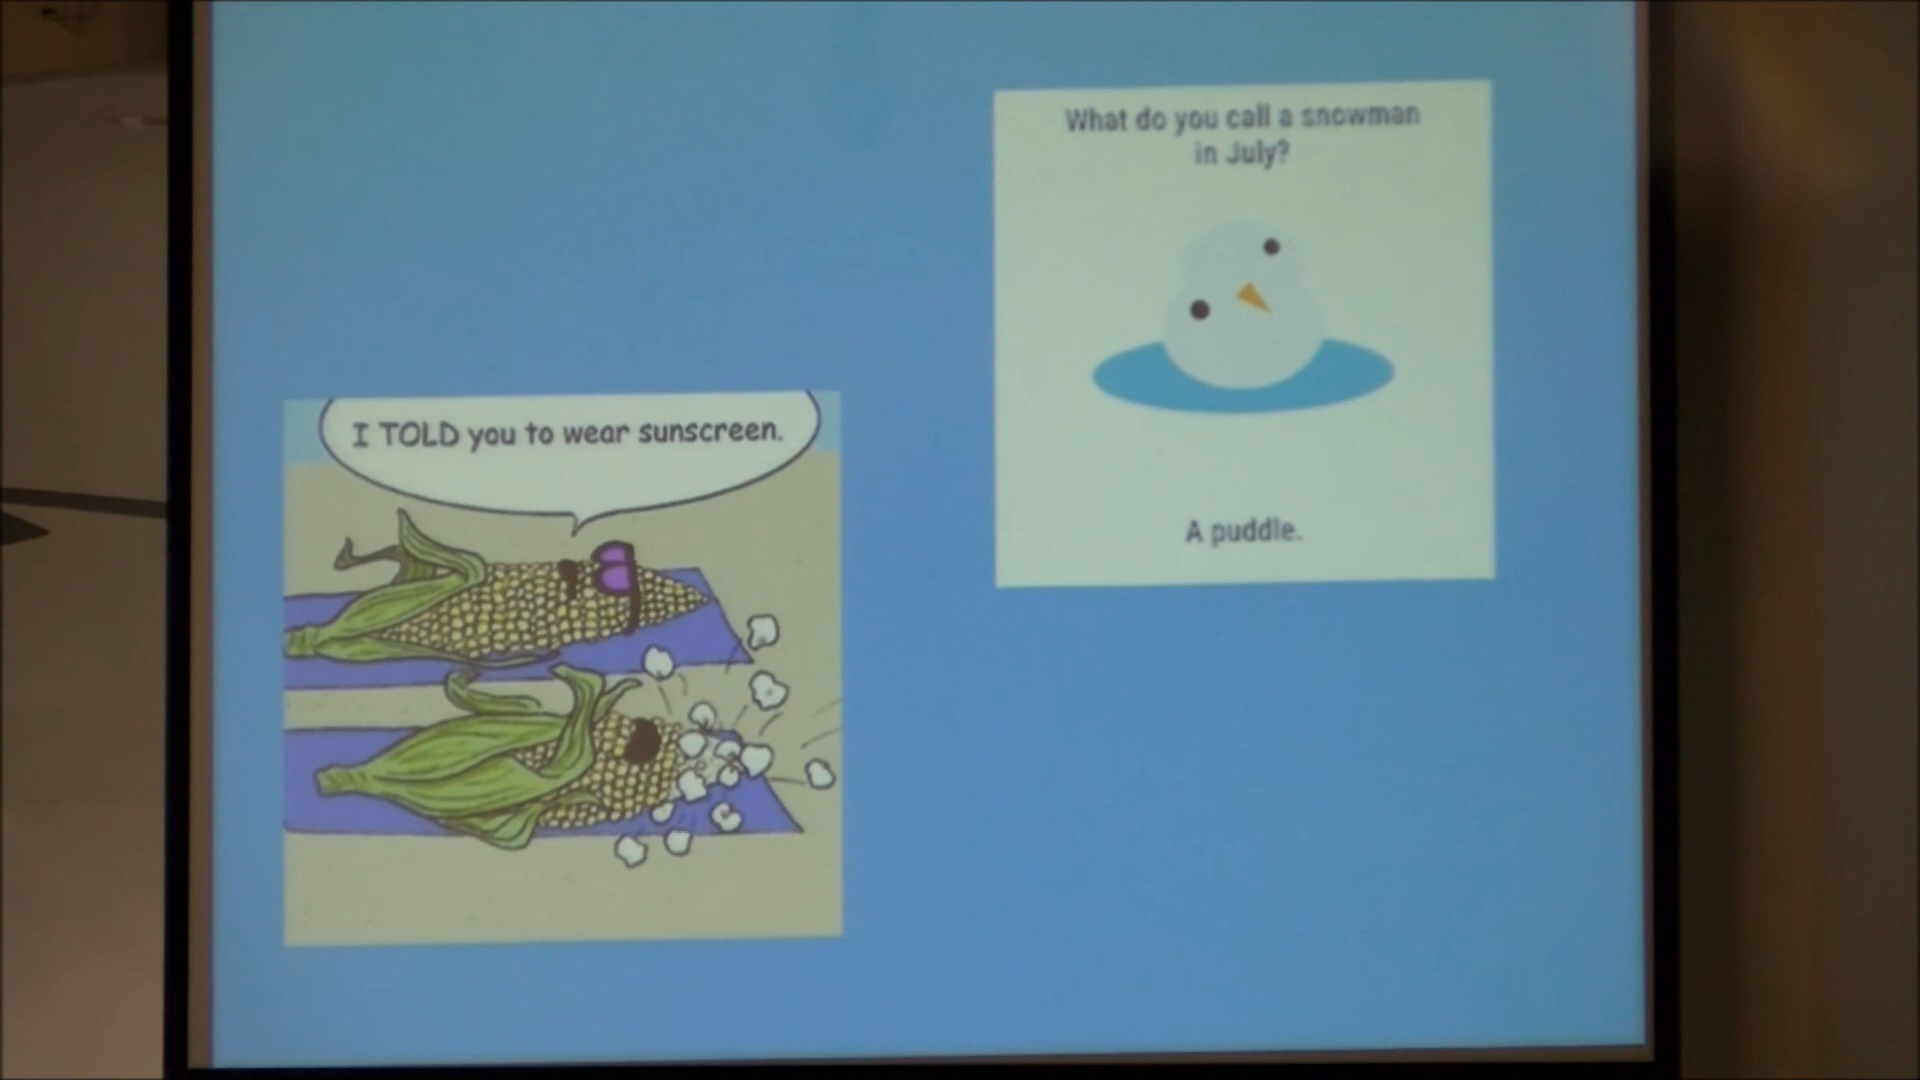 What do you call a snowman
in July?
A puddle.
I TOLD you to wear sunscreen.